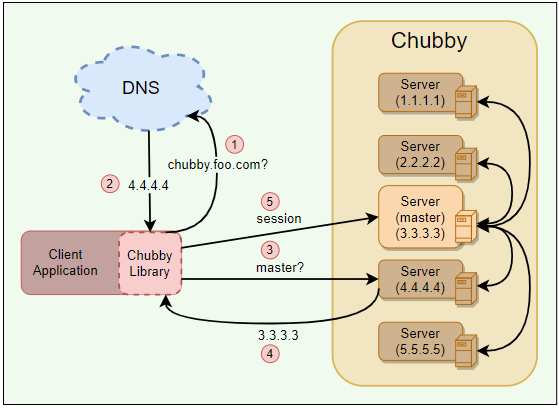 Chubby
DNS
Server
(1.1.1.1)
1
chubby.foo.com?
2
4.4.4.4
Server
(2.2.2.2)
5
session
Server
(master)
(3.3.3.3)
3
master?
Client
Application
Chubby
Library
Server
(4.4.4.4)
3.3.3.3
4
Server
(5.5.5.5)